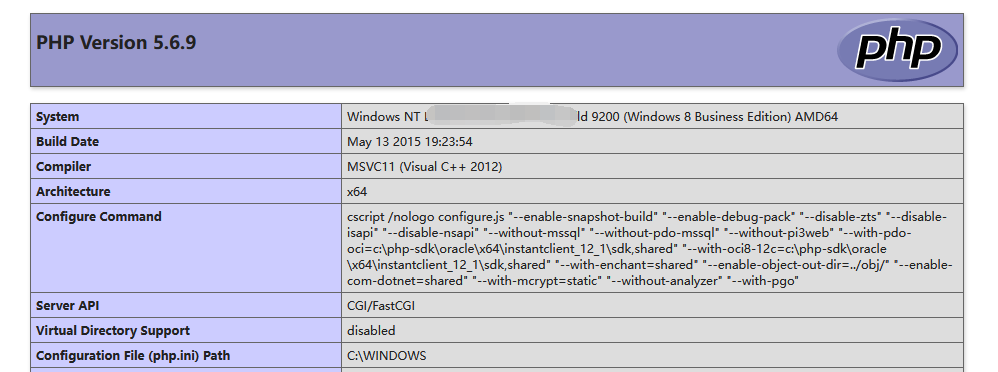 PHP Version 5.6.9
php
System Windows NT ld 9200 (Windows 8 Business Edition) AMD64
Build Date May 13 2015 19:23:54
Compiler MSVC11 (Visual C++ 2012)
Architecture x64
Configure Command cscript /nologo configure.js "--enable-snapshot-build" "--enable-debug-pack" "--disable-zts" "--disable-
isapi" "--disable-nsapi" "--without-mssql" "--without-pdo-mssql" "--without-pi3web" "--with-pdo-
oci=c:\php-sdk\oracle\x64\instantclient_12_1\sdk,shared" "--with-oci8-12c=c:\php-sdk\oracle
\x64\instantclient_12_1\sdk,shared" "--with-enchant=shared" "--enable-object-out-dir=../obj/" "--enable-
com-dotnet=shared" "--with-mcrypt=static" "--without-analyzer" "--with-pgo"
Server API CGI/FastCGI
Virtual Directory Support disabled
Configuration File (php.ini) Path C:\WINDOWS